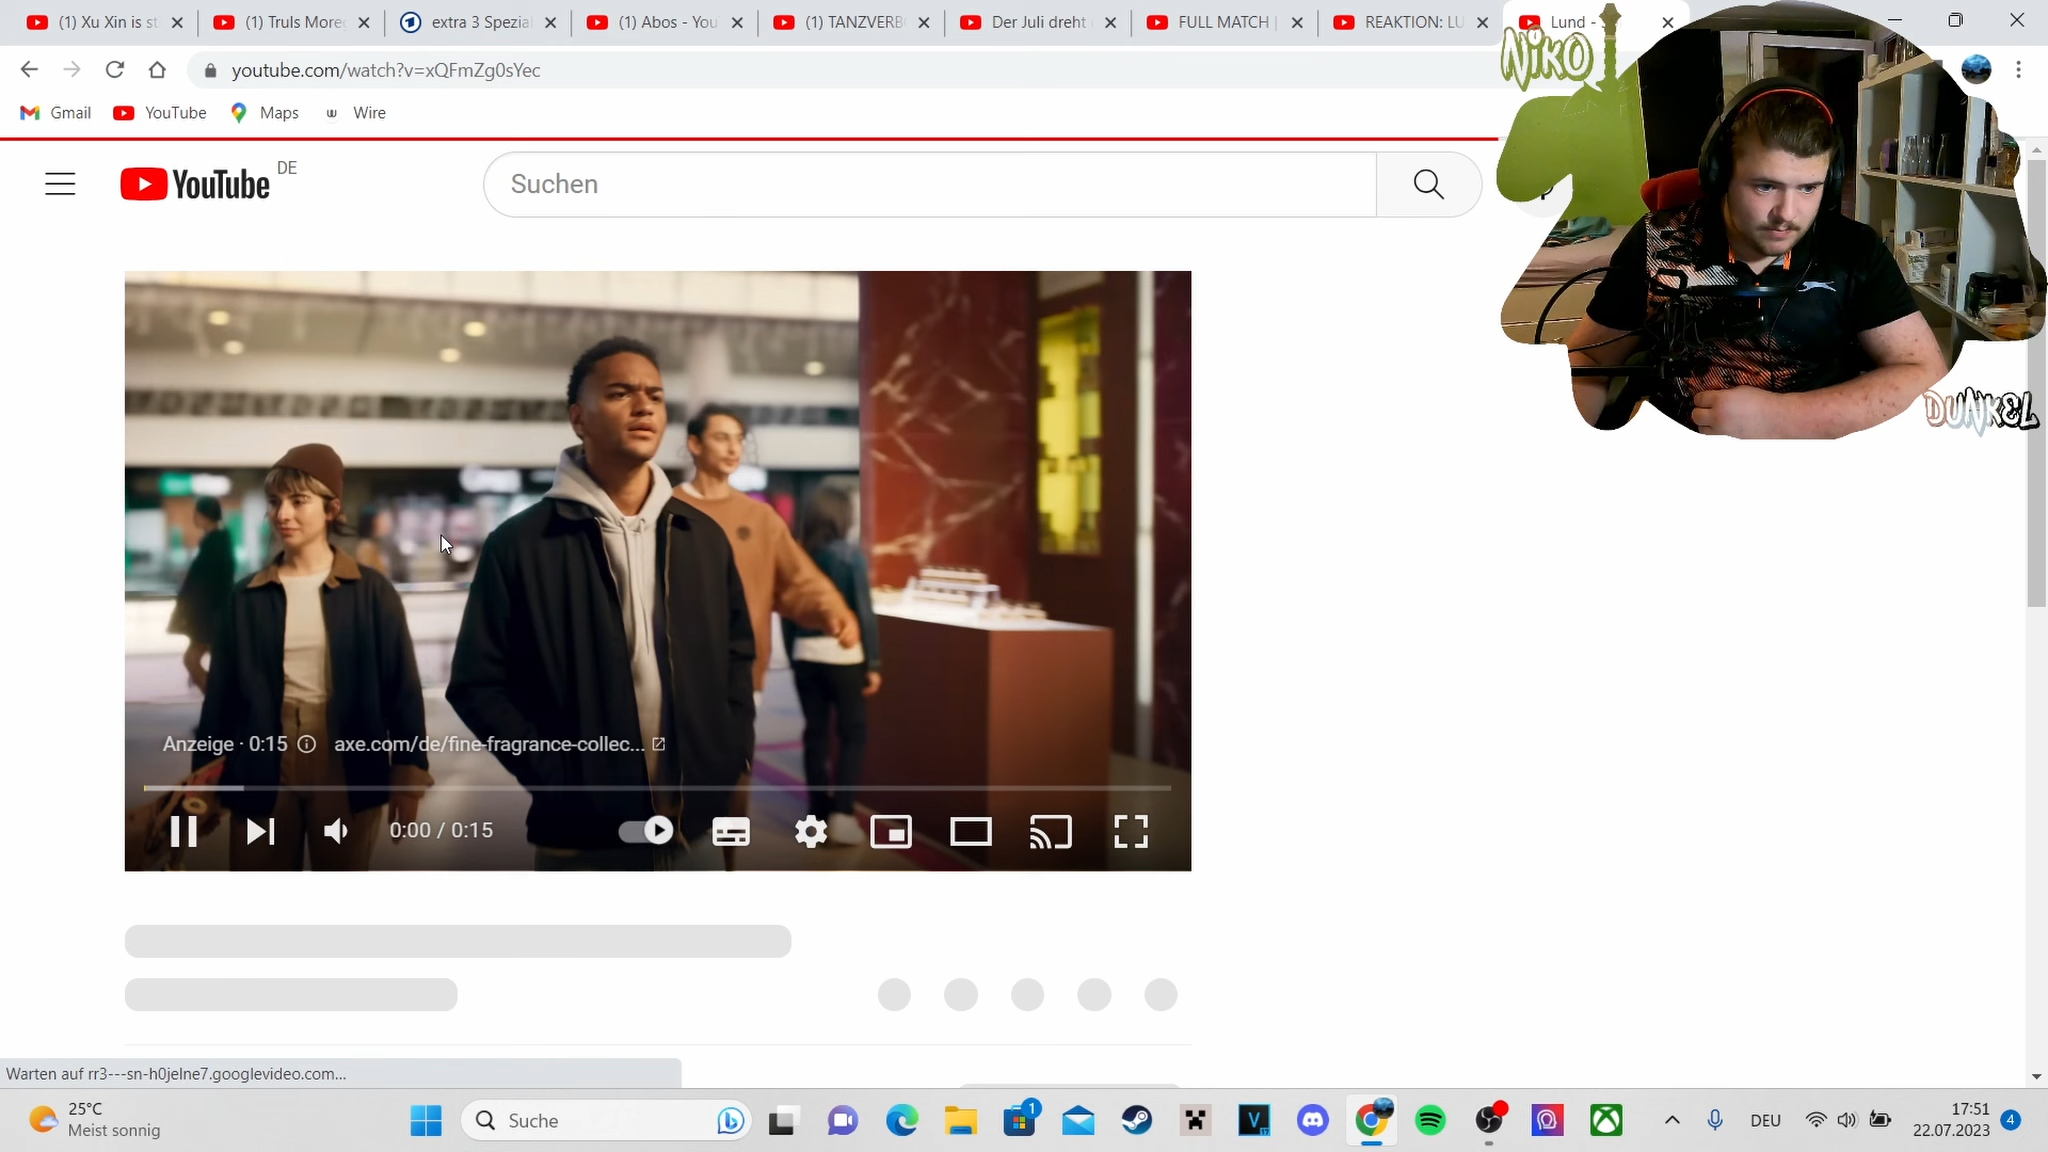 (1) Xu Xin is st
(1) Truls More
extra 3 Spezia
(1) Abos - You
(1) TANZVERB
Der Juli dreht
FULL MATCH |
REAKTION: LU
Lund -
youtube.com/watch?v=xQFmZg0sYec
Gmail
YouTube
Maps
Wire
YouTube DE
Suchen
NiKO
DUNKEL
Anzeige · 0:15
axe.com/de/fine-fragrance-collec...
0:00 / 0:15
Warten auf rr3---sn-h0jelne7.googlevideo.com...
25°C
Meist sonnig
Suche
1
DEU
17:51
22.07.2023
4